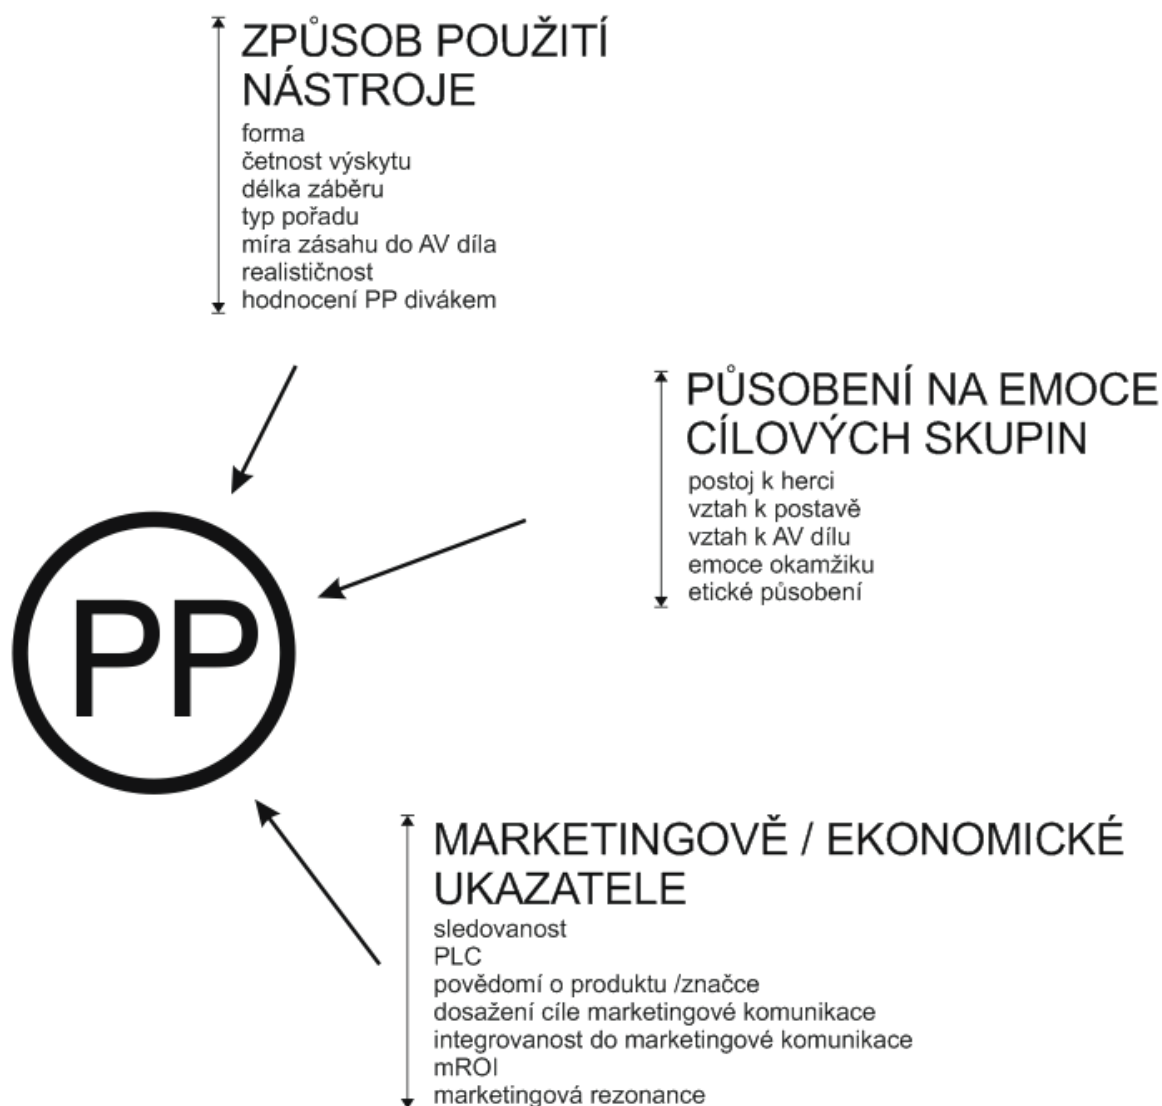 ZPŮSOB POUŽITÍ
NÁSTROJE
forma
četnost výskytu
délka záběru
typ pořadu
míra zásahu do AV díla
realističnost
hodnocení PP divákem
PŮSOBENÍ NA EMOCE
CÍLOVÝCH SKUPIN
postoj k herci
vztah k postavě
vztah k AV dílu
emoce okamžiku
etické působení
PP
MARKETINGOVĚ / EKONOMICKÉ
UKAZATELE
sledovanost
PLC
povědomí o produktu /značce
dosažení cíle marketingové komunikace
integrovanost do marketingové komunikace
mROI
marketingová rezonance